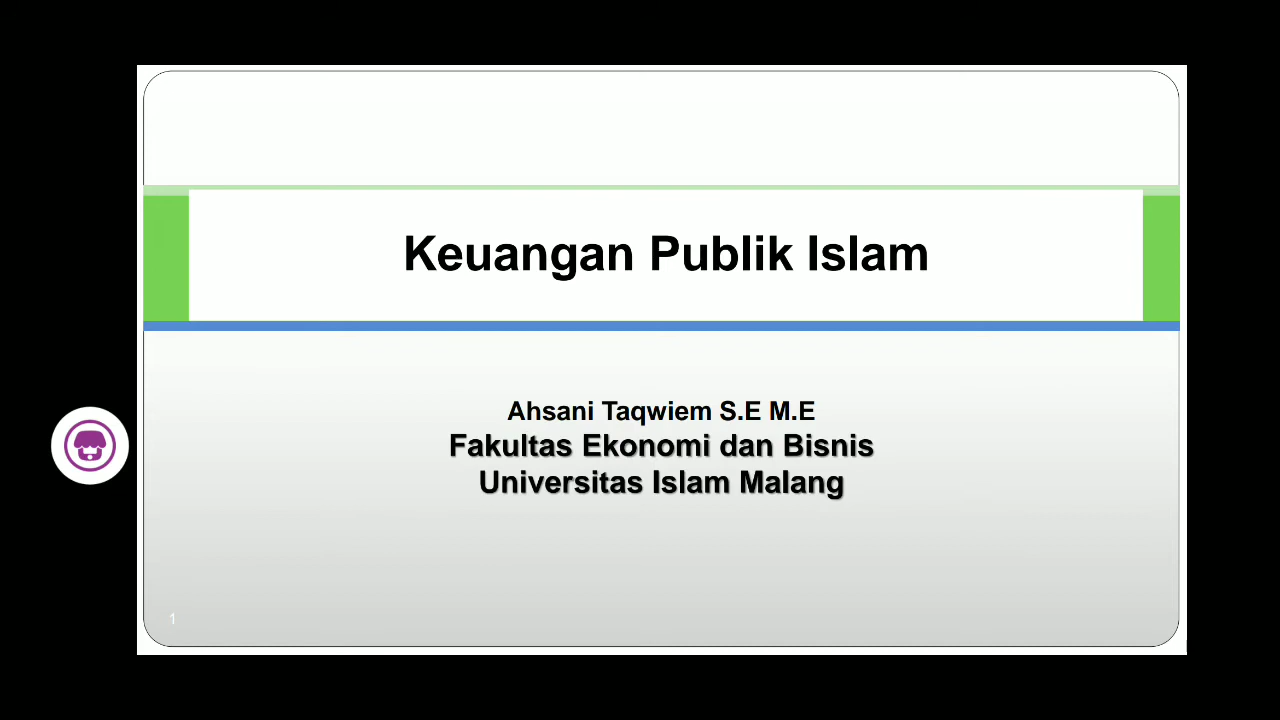 Keuangan Publik Islam
Ahsani Taqwiem S.E M.E
Fakultas Ekonomi dan Bisnis
Universitas Islam Malang
1